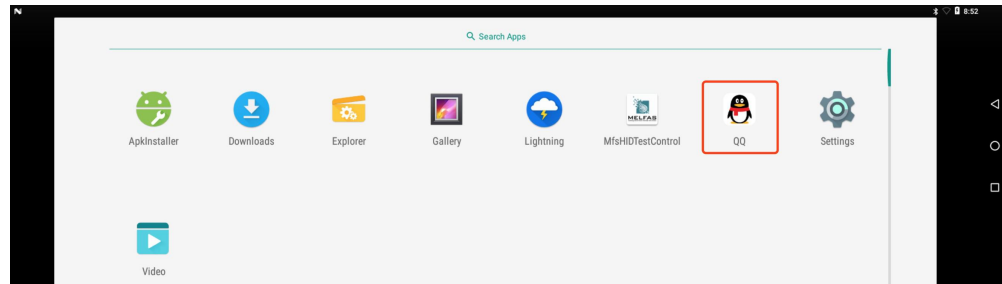 N
8:52
Search Apps
ApkInstaller
Downloads
Explorer
Gallery
Lightning
MELFAS
MfsHIDTestControl
QQ
Settings
Video